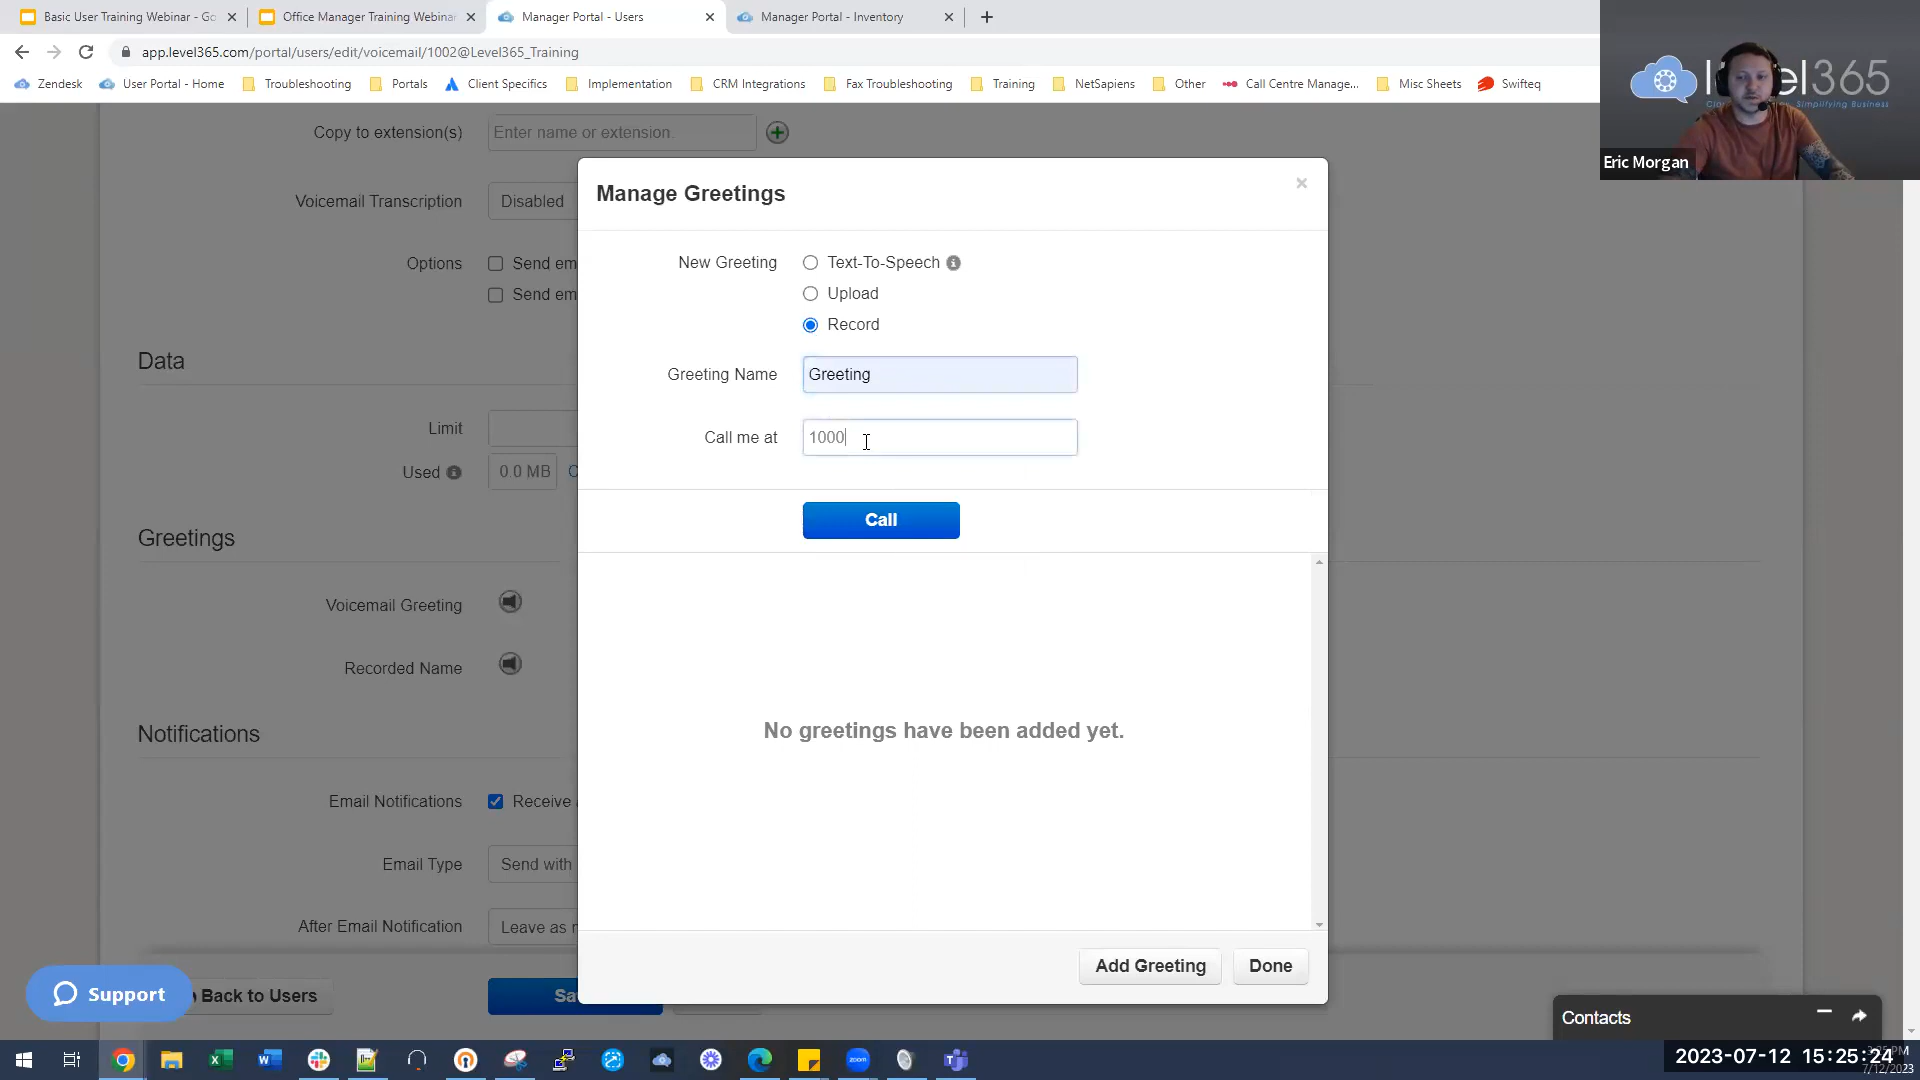 Basic User Training Webinar - Go
Office Manager Training Webinar
Manager Portal - Users
Manager Portal - Inventory
app.level365.com/portal/users/edit/voicemail/1002@Level365_Training
Zendesk
User Portal - Home
Troubleshooting
Portals
Client Specifics
Implementation
CRM Integrations
Fax Troubleshooting
Training
NetSapiens
Other
Call Centre Manage...
Misc Sheets
Swifteq
Simplifying Business
Eric Morgan
Copy to extension(s)
Enter name or extension.
Voicemail Transcription
Disabled
Options
Send em
Send em
Data
Limit
Used
0.0 MB
Greetings
Voicemail Greeting
Recorded Name
Notifications
Email Notifications
Receive
Email Type
Send with
After Email Notification
Leave as
Support
Back to Users
Sa
Manage Greetings
×
New Greeting
Text-To-Speech
Upload
Record
Greeting Name
Greeting
Call me at
1000
Call
No greetings have been added yet.
Add Greeting
Done
Contacts
2023-07-12 15:25:24
7/12/2023